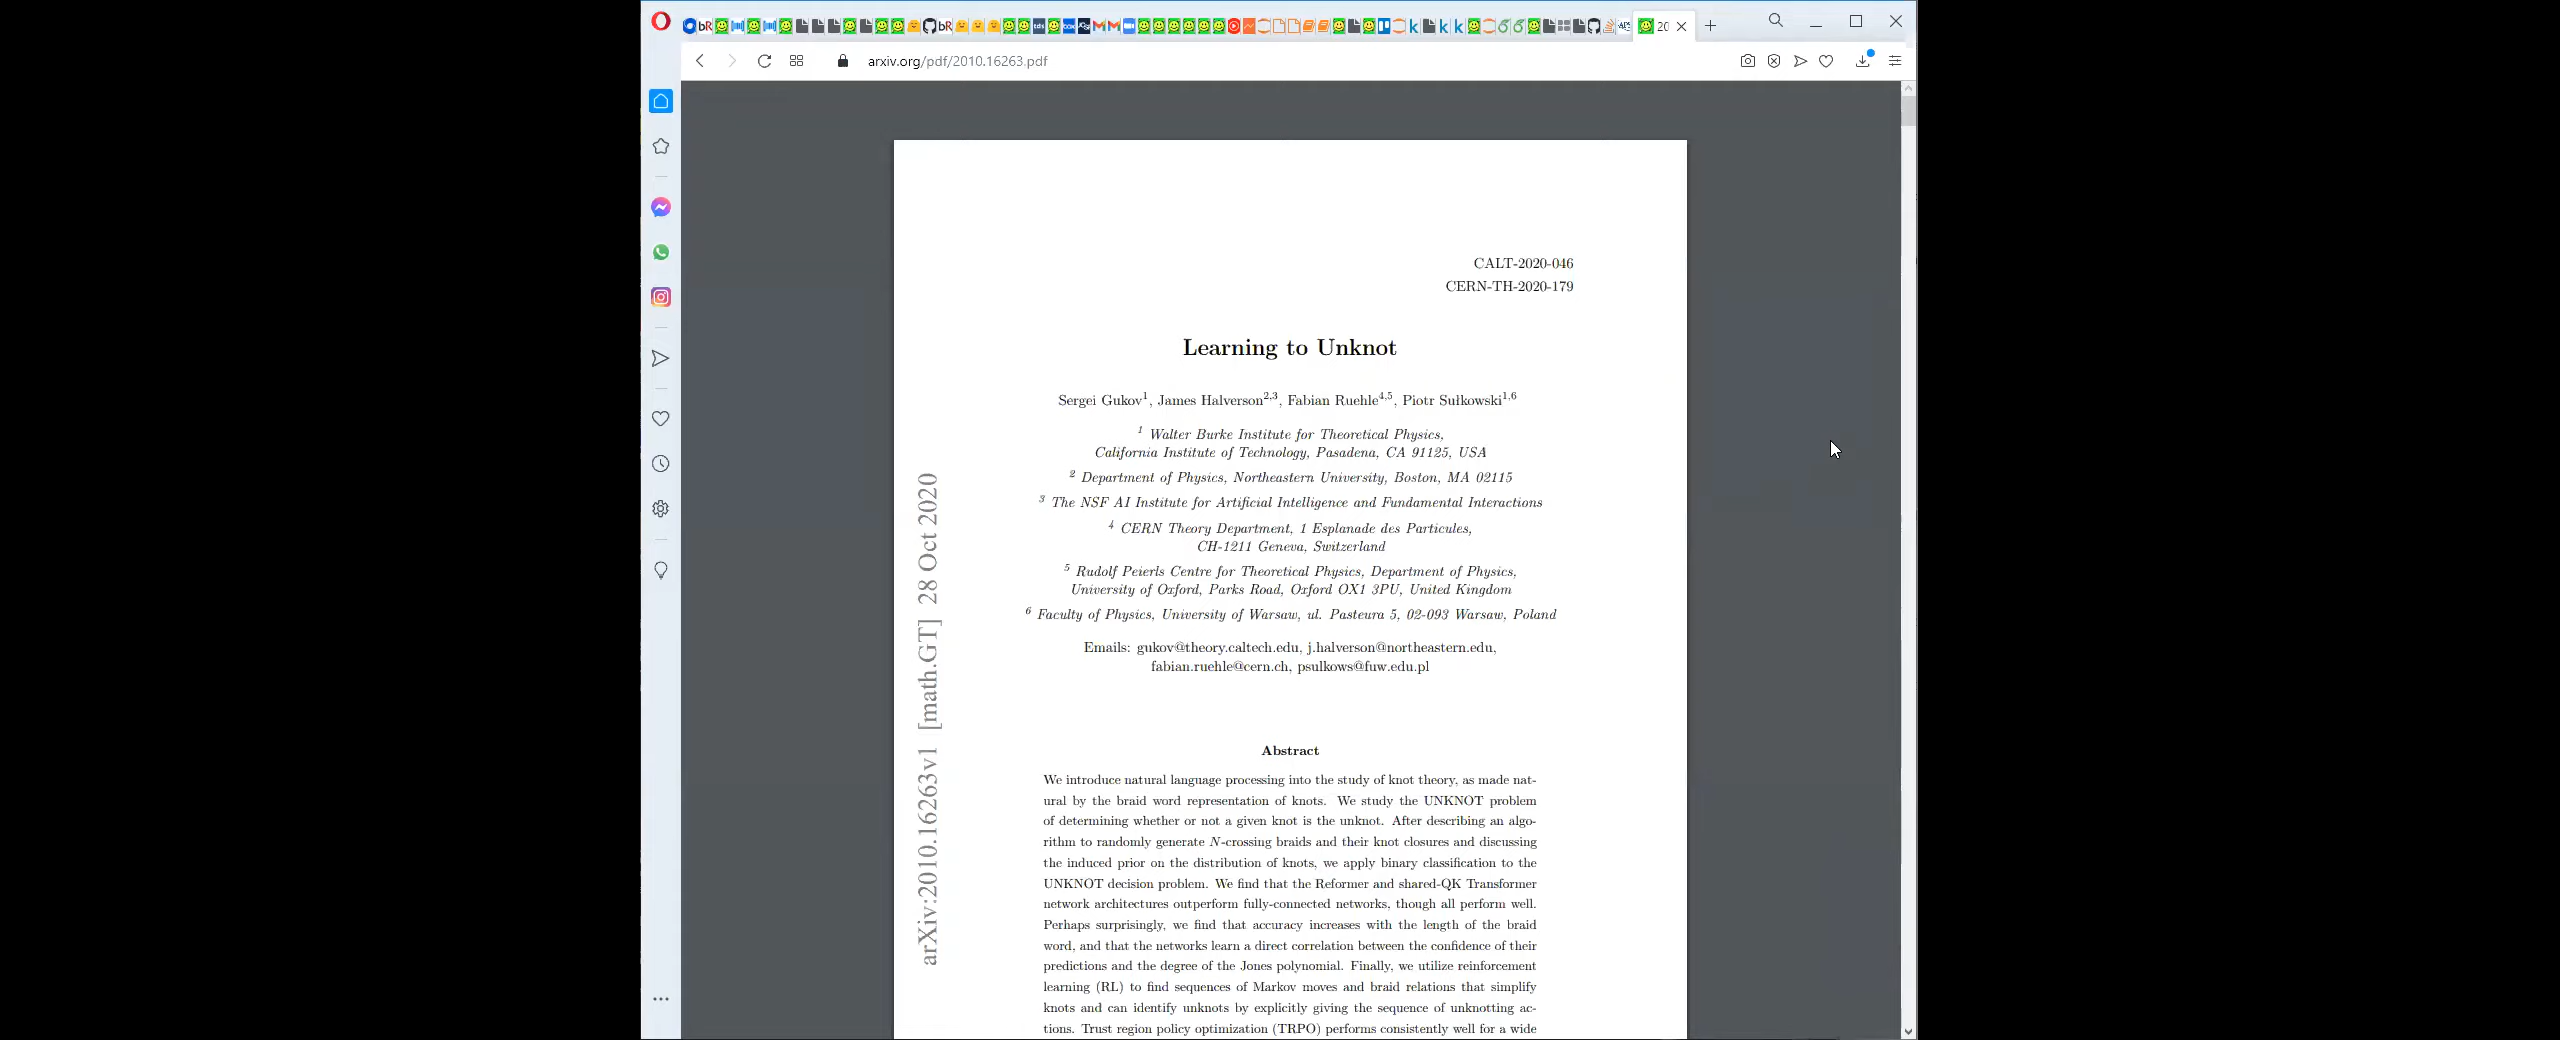 20
arxiv.org/pdf/2010.16263.pdf
CALT-2020-046
CERN-TH-2020-179
Learning to Unknot
Sergei Gukov1, James Halverson2,3, Fabian Ruehle4,5, Piotr Sułkowski1,6
1 Walter Burke Institute for Theoretical Physics,
California Institute of Technology, Pasadena, CA 91125, USA
2 Department of Physics, Northeastern University, Boston, MA 02115
3 The NSF AI Institute for Artificial Intelligence and Fundamental Interactions
4 CERN Theory Department, 1 Esplanade des Particules,
CH-1211 Geneva, Switzerland
5 Rudolf Peierls Centre for Theoretical Physics, Department of Physics,
University of Oxford, Parks Road, Oxford OX1 3PU, United Kingdom
6 Faculty of Physics, University of Warsaw, ul. Pasteura 5, 02-093 Warsaw, Poland
Emails: gukov@theory.caltech.edu, j.halverson@northeastern.edu,
fabian.ruehle@cern.ch, psulkows@fuw.edu.pl
arXiv:2010.16263v1 [math.GT] 28 Oct 2020
Abstract
We introduce natural language processing into the study of knot theory, as made nat-
ural by the braid word representation of knots. We study the UNKNOT problem
of determining whether or not a given knot is the unknot. After describing an algo-
rithm to randomly generate N-crossing braids and their knot closures and discussing
the induced prior on the distribution of knots, we apply binary classification to the
UNKNOT decision problem. We find that the Reformer and shared-QK Transformer
network architectures outperform fully-connected networks, though all perform well.
Perhaps surprisingly, we find that accuracy increases with the length of the braid
word, and that the networks learn a direct correlation between the confidence of their
predictions and the degree of the Jones polynomial. Finally, we utilize reinforcement
learning (RL) to find sequences of Markov moves and braid relations that simplify
knots and can identify unknots by explicitly giving the sequence of unknotting ac-
tions. Trust region policy optimization (TRPO) performs consistently well for a wide